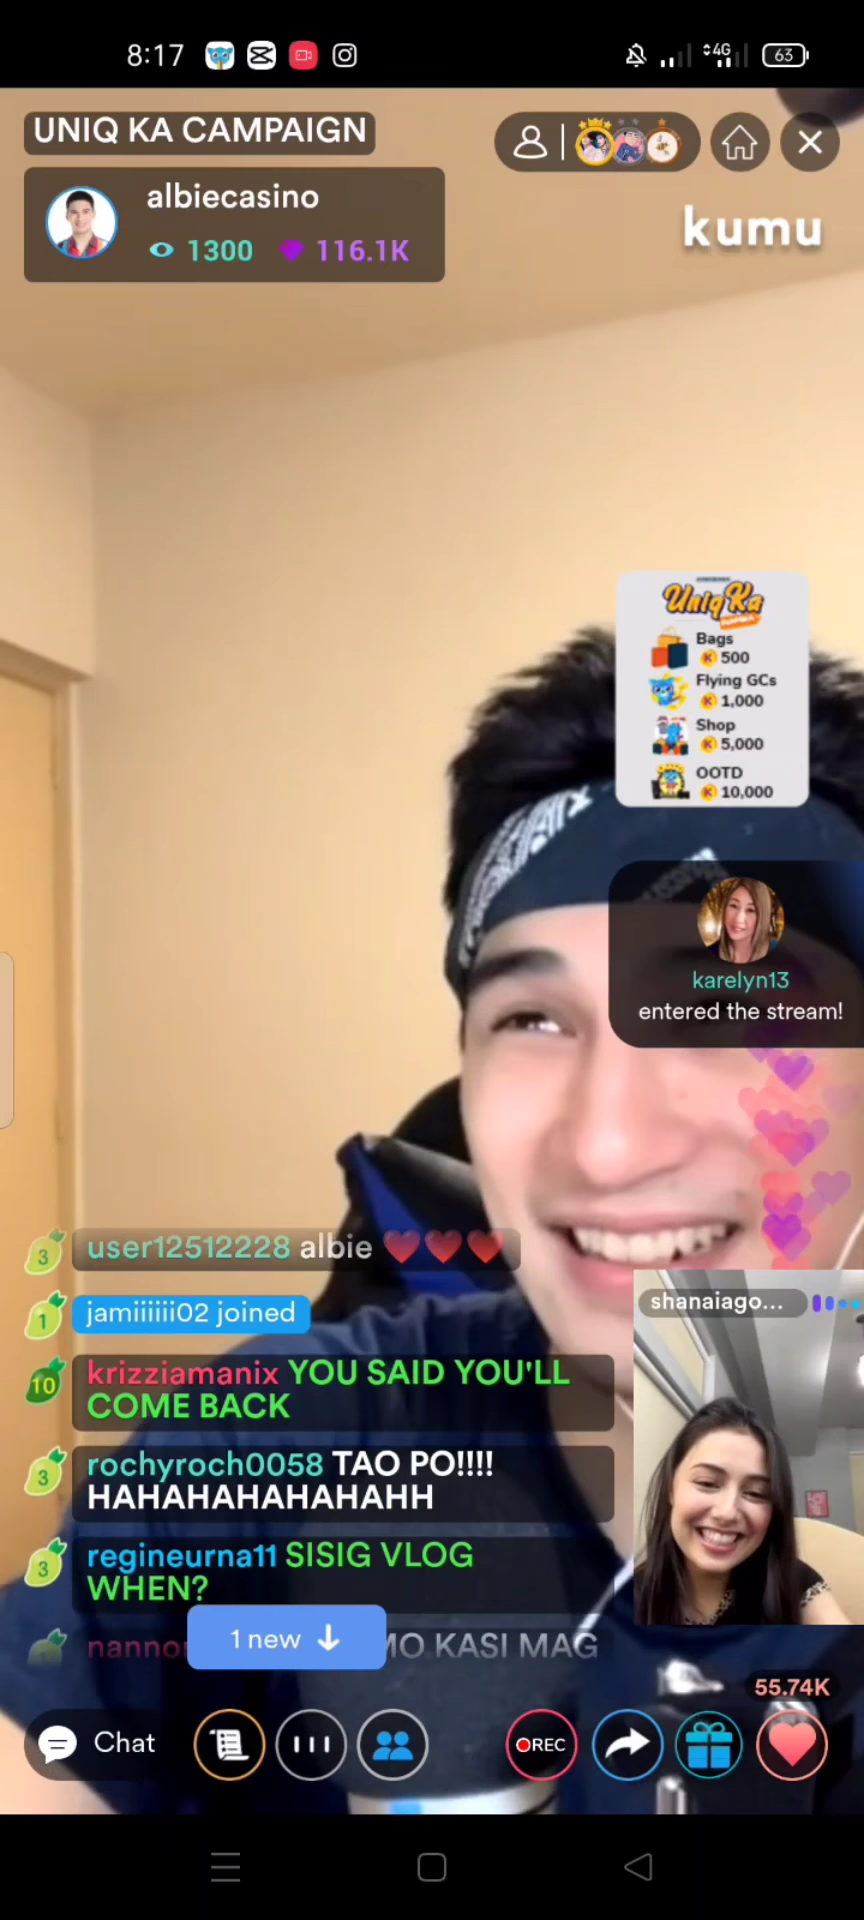 8:17
4G
63
UNIQ KA CAMPAIGN
albiecasino
1300 116.1K
kumu
UniqKa
Bags
500
Flying GCs
1,000
Shop
5,000
OOTD
10,000
karelyn13
entered the stream!
3 user12512228 albie ❤️❤️❤️
shanaiago...
1 jamiiiiii02 joined
10 krizziamanix YOU SAID YOU'LL
COME BACK
3 rochyroch0058 TAO PO!!!!
HAHAHAHAHAHAHH
3 regineurna11 SISIG VLOG
WHEN?
1 new
KASI MAG
55.74K
Chat
REC